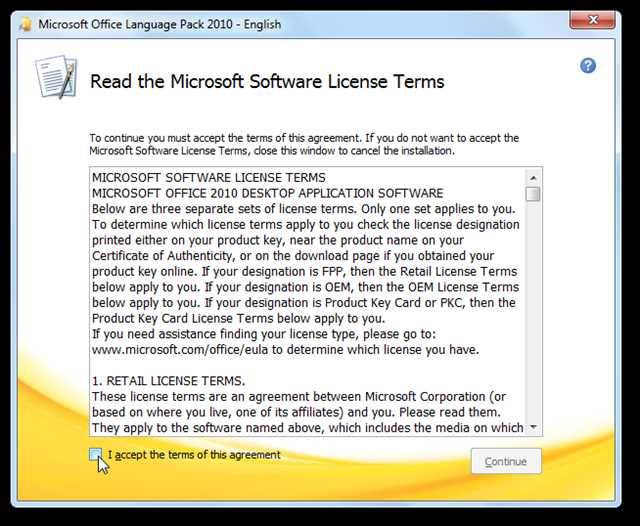 Microsoft Office Language Pack 2010 - English
Read the Microsoft Software License Terms
?
To continue you must accept the terms of this agreement. If you do not want to accept the
Microsoft Software License Terms, close this window to cancel the installation.
MICROSOFT SOFTWARE LICENSE TERMS
MICROSOFT OFFICE 2010 DESKTOP APPLICATION SOFTWARE
Below are three separate sets of license terms. Only one set applies to you.
To determine which license terms apply to you check the license designation
printed either on your product key, near the product name on your
Certificate of Authenticity, or on the download page if you obtained your
product key online. If your designation is FPP, then the Retail License Terms
below apply to you. If your designation is OEM, then the OEM License Terms
below apply to you. If your designation is Product Key Card or PKC, then the
Product Key Card License Terms below apply to you.
If you need assistance finding your license type, please go to:
www.microsoft.com/office/eula to determine which license you have.
1. RETAIL LICENSE TERMS.
These license terms are an agreement between Microsoft Corporation (or
based on where you live, one of its affiliates) and you. Please read them.
They apply to the software named above, which includes the media on which
I accept the terms of this agreement
Continue